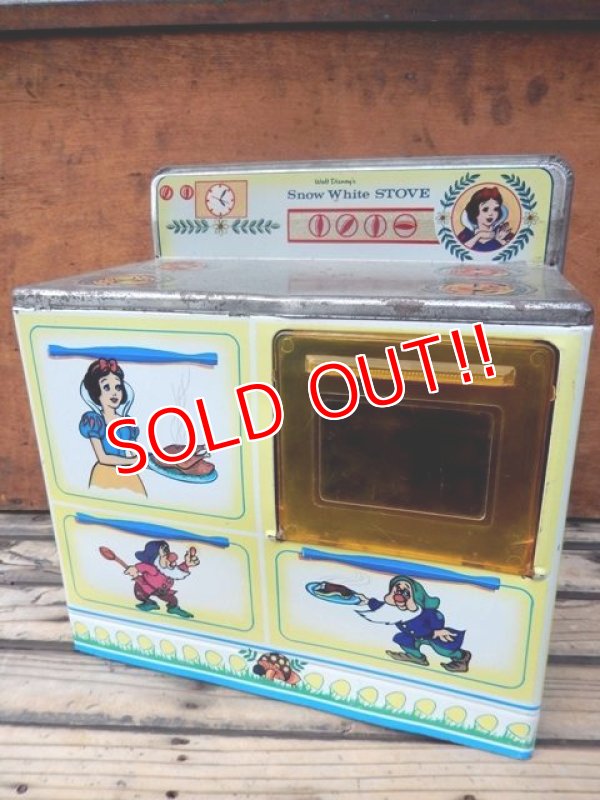 Walt Disney's
Snow White STOVE
SOLD OUT!!